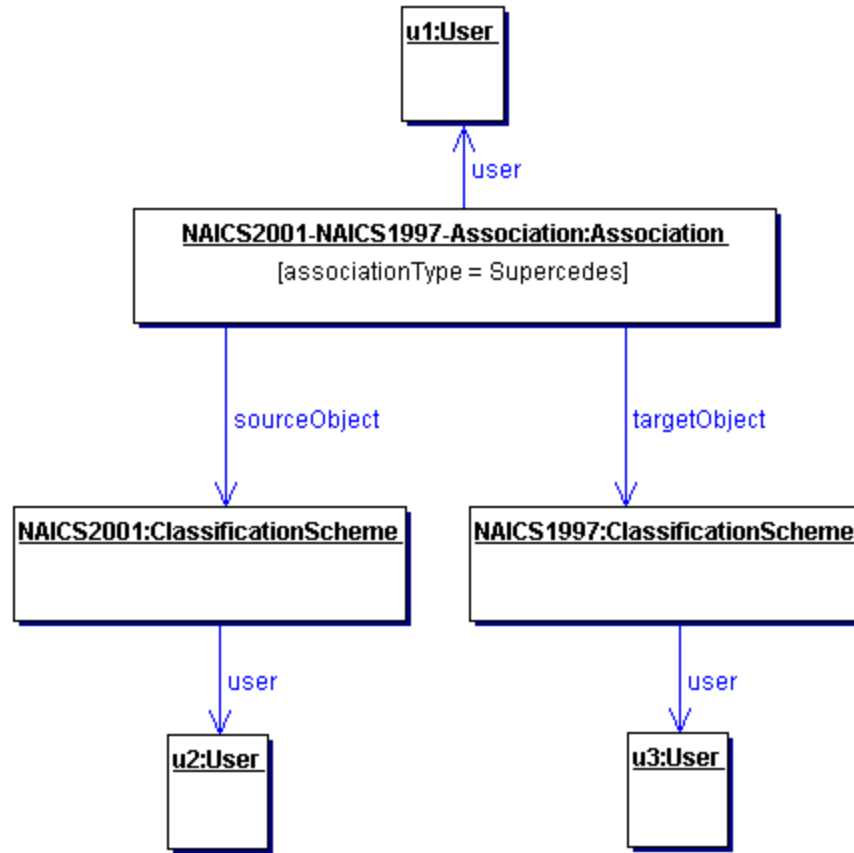 u1:User
user
NAICS2001-NAICS1997-Association:Association
[associationType = Supercedes]
sourceObject
targetObject
NAICS2001:ClassificationScheme
NAICS1997:ClassificationScheme
user
user
u2:User
u3:User